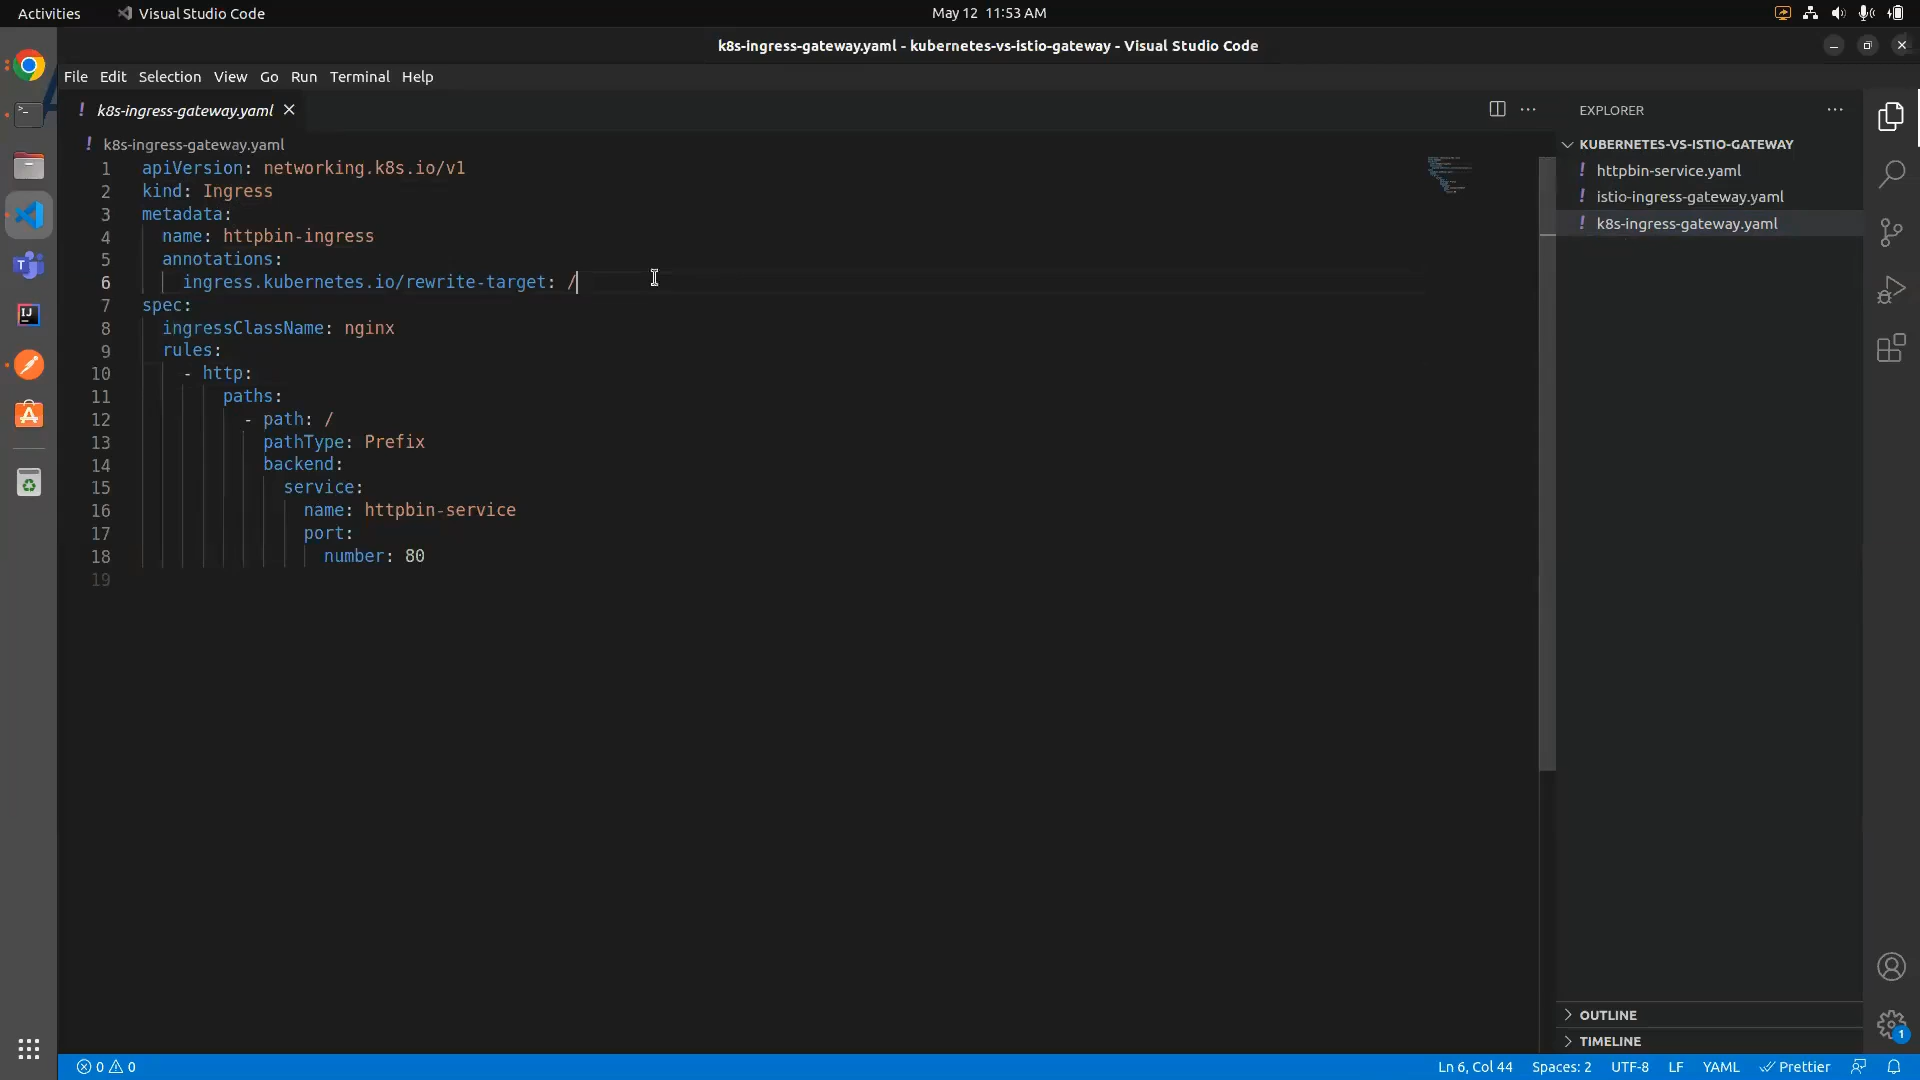 Activities
Visual Studio Code
May 12 11:53 AM
k8s-ingress-gateway.yaml - kubernetes-vs-istio-gateway - Visual Studio Code
File Edit Selection View Go Run Terminal Help
! k8s-ingress-gateway.yaml
! k8s-ingress-gateway.yaml
1 apiVersion: networking.k8s.io/v1
2 kind: Ingress
3 metadata:
4 name: httpbin-ingress
5 annotations:
6 ingress.kubernetes.io/rewrite-target: /
7 spec:
8 ingressClassName: nginx
9 rules:
10 - http:
11 paths:
12 - path: /
13 pathType: Prefix
14 backend:
15 service:
16 name: httpbin-service
17 port:
18 number: 80
19
EXPLORER
KUBERNETES-VS-ISTIO-GATEWAY
! httpbin-service.yaml
! istio-ingress-gateway.yaml
! k8s-ingress-gateway.yaml
OUTLINE
TIMELINE
1
0 0
Ln 6, Col 44 Spaces: 2 UTF-8 LF YAML Prettier